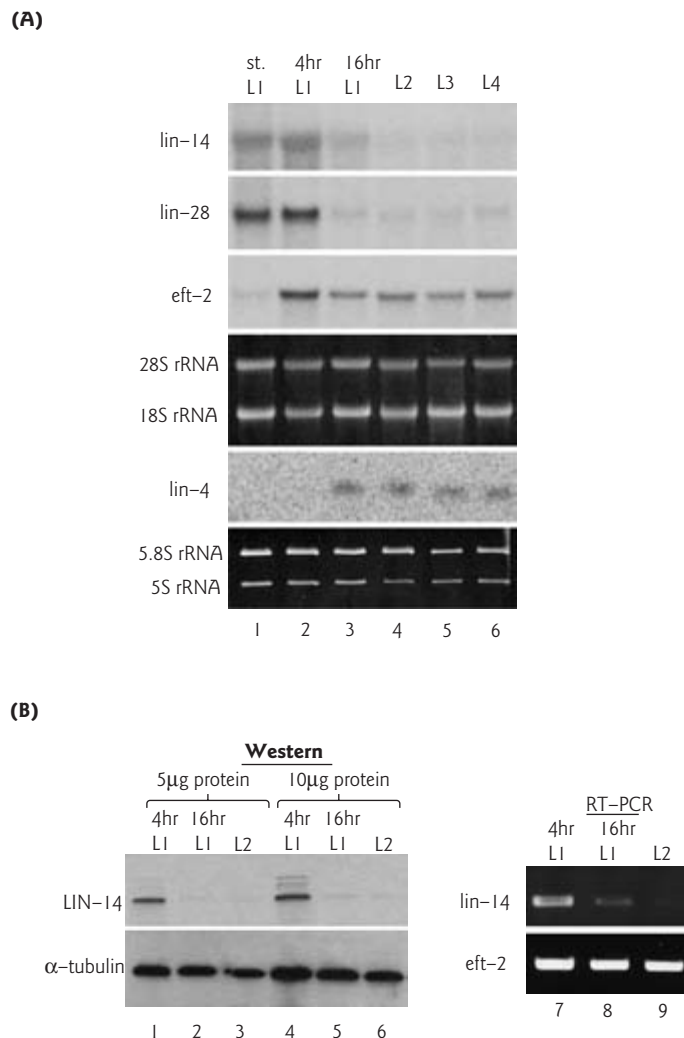 (A)
st. 4hr 16hr
L1 L1 L1 L2 L3 L4
lin-14
lin-28
eft-2
28S rRNA
18S rRNA
lin-4
5.8S rRNA
5S rRNA
1 2 3 4 5 6
(B)
Western
5μg protein 10μg protein
4hr 16hr 4hr 16hr
L1 L1 L2 L1 L1 L2
LIN-14
α-tubulin
1 2 3 4 5 6
RT-PCR
4hr 16hr
L1 L1 L2
lin-14
eft-2
7 8 9